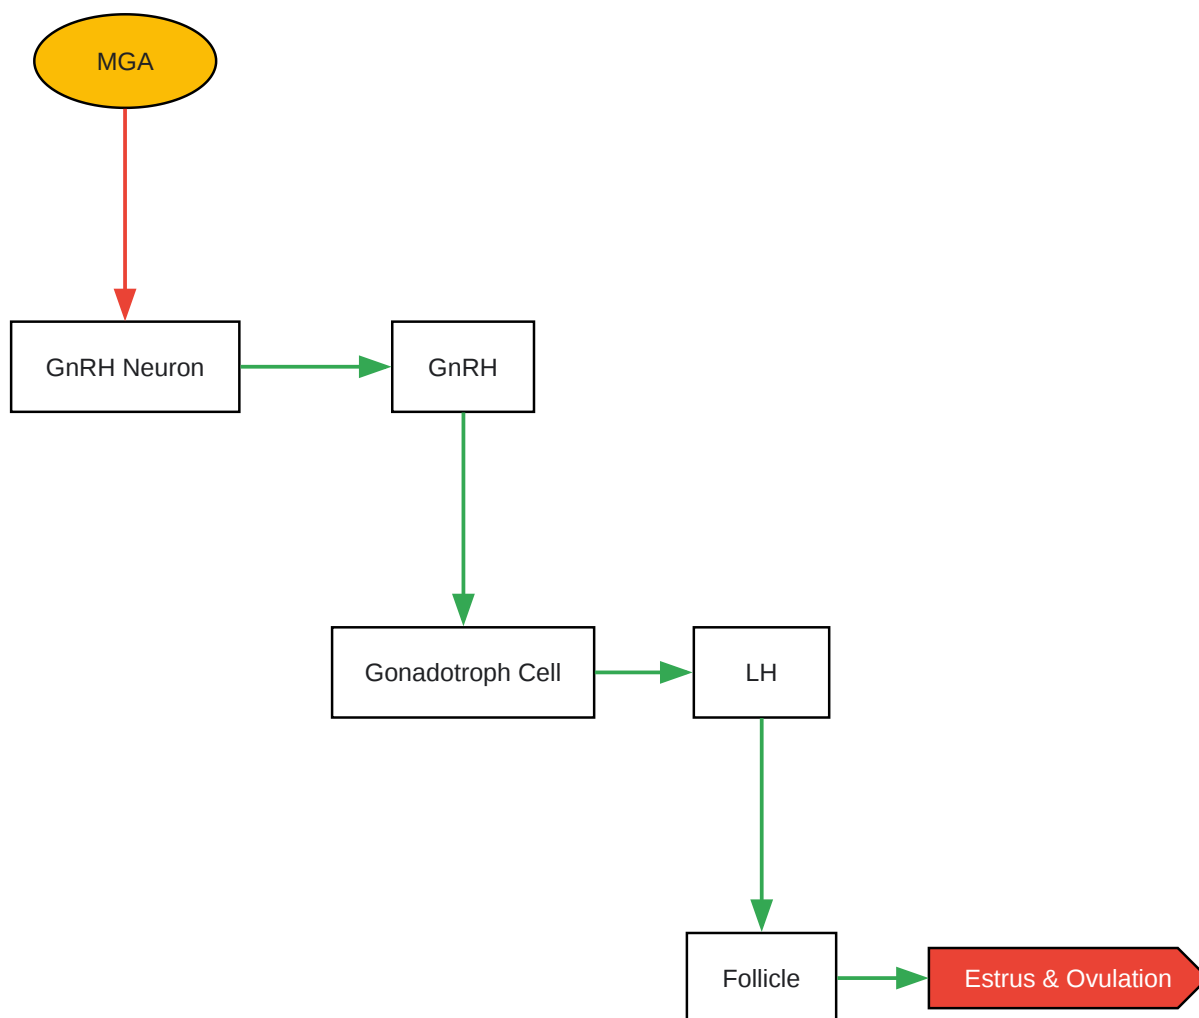 MGA
GnRH Neuron
GnRH
Gonadotroph Cell
LH
Follicle
Estrus & Ovulation